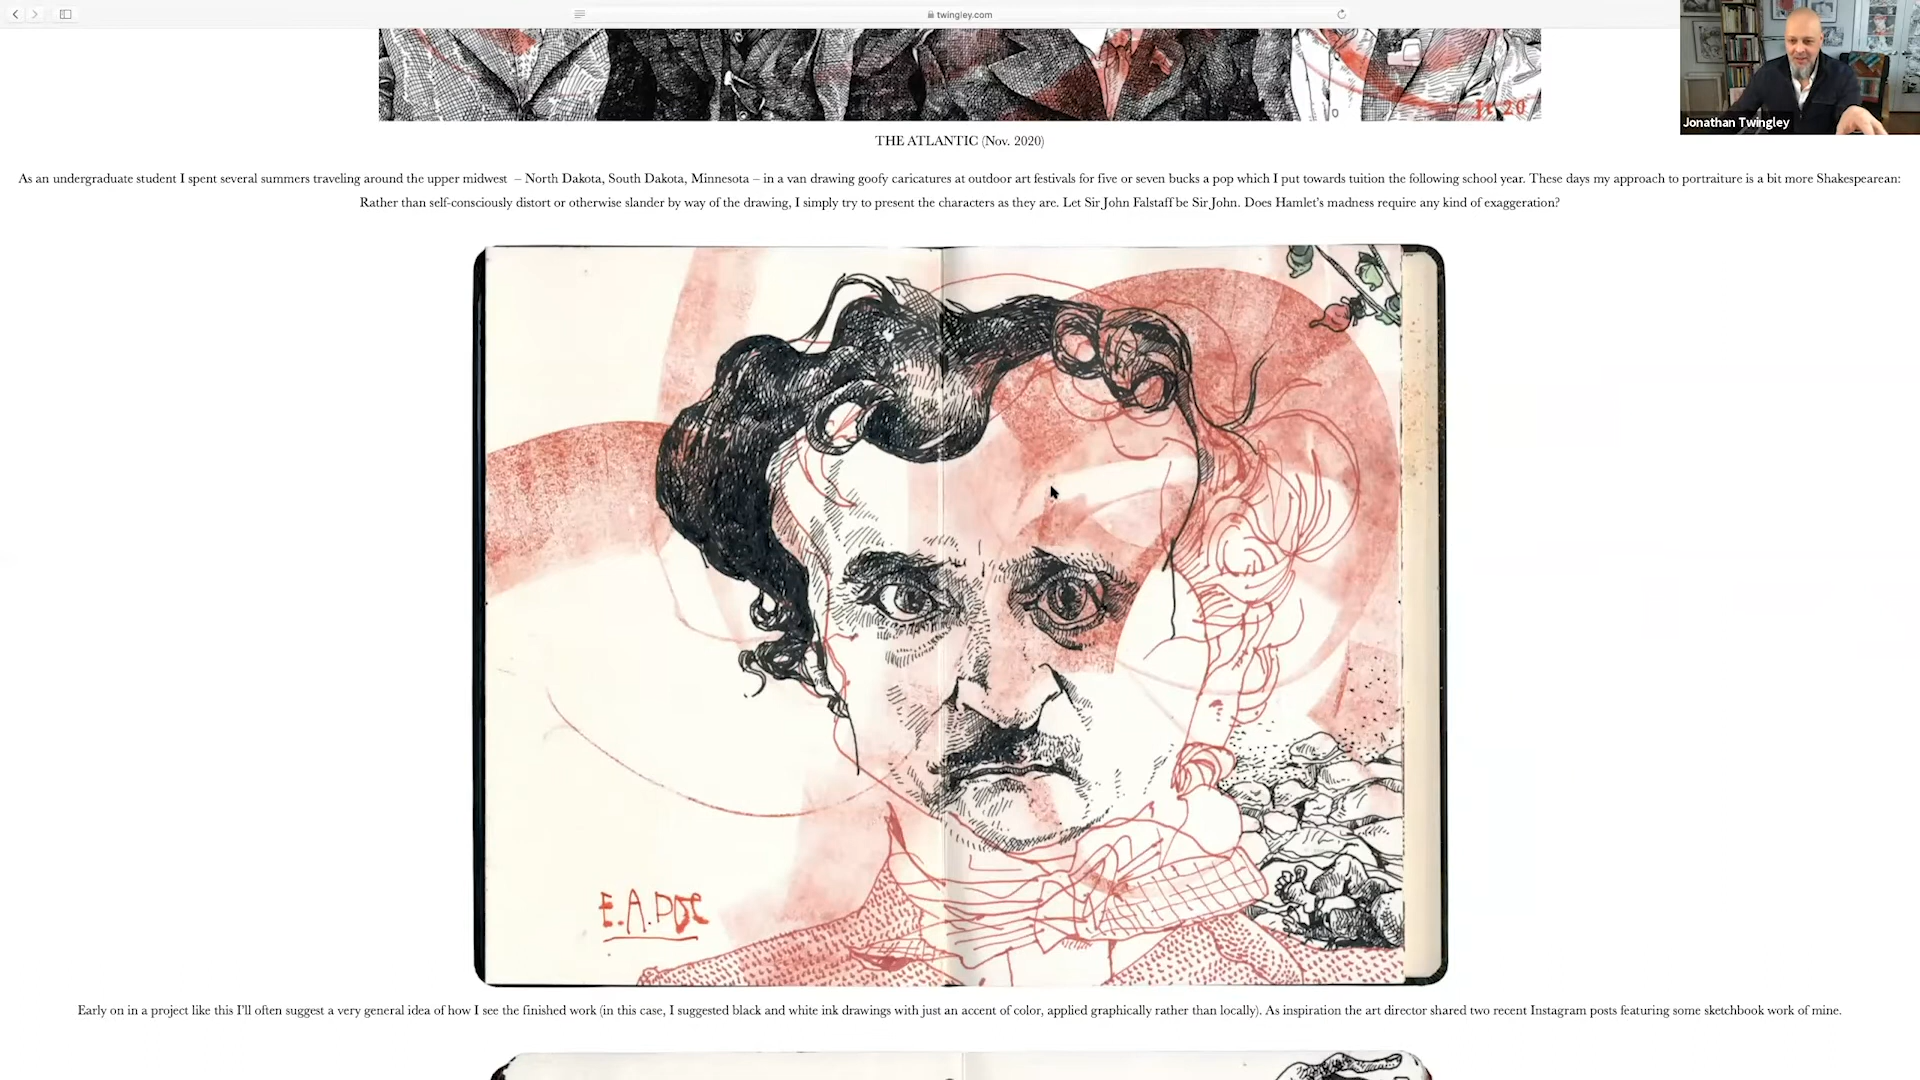 twingley.com
Jonathan Twingley
Jt 20
THE ATLANTIC (Nov. 2020)
As an undergraduate student I spent several summers traveling around the upper midwest – North Dakota, South Dakota, Minnesota – in a van drawing goofy caricatures at outdoor art festivals for five or seven bucks a pop which I put towards tuition the following school year. These days my approach to portraiture is a bit more Shakespearean:
Rather than self-consciously distort or otherwise slander by way of the drawing, I simply try to present the characters as they are. Let Sir John Falstaff be Sir John. Does Hamlet's madness require any kind of exaggeration?
E.A.POE
Early on in a project like this I'll often suggest a very general idea of how I see the finished work (in this case, I suggested black and white ink drawings with just an accent of color, applied graphically rather than locally). As inspiration the art director shared two recent Instagram posts featuring some sketchbook work of mine.